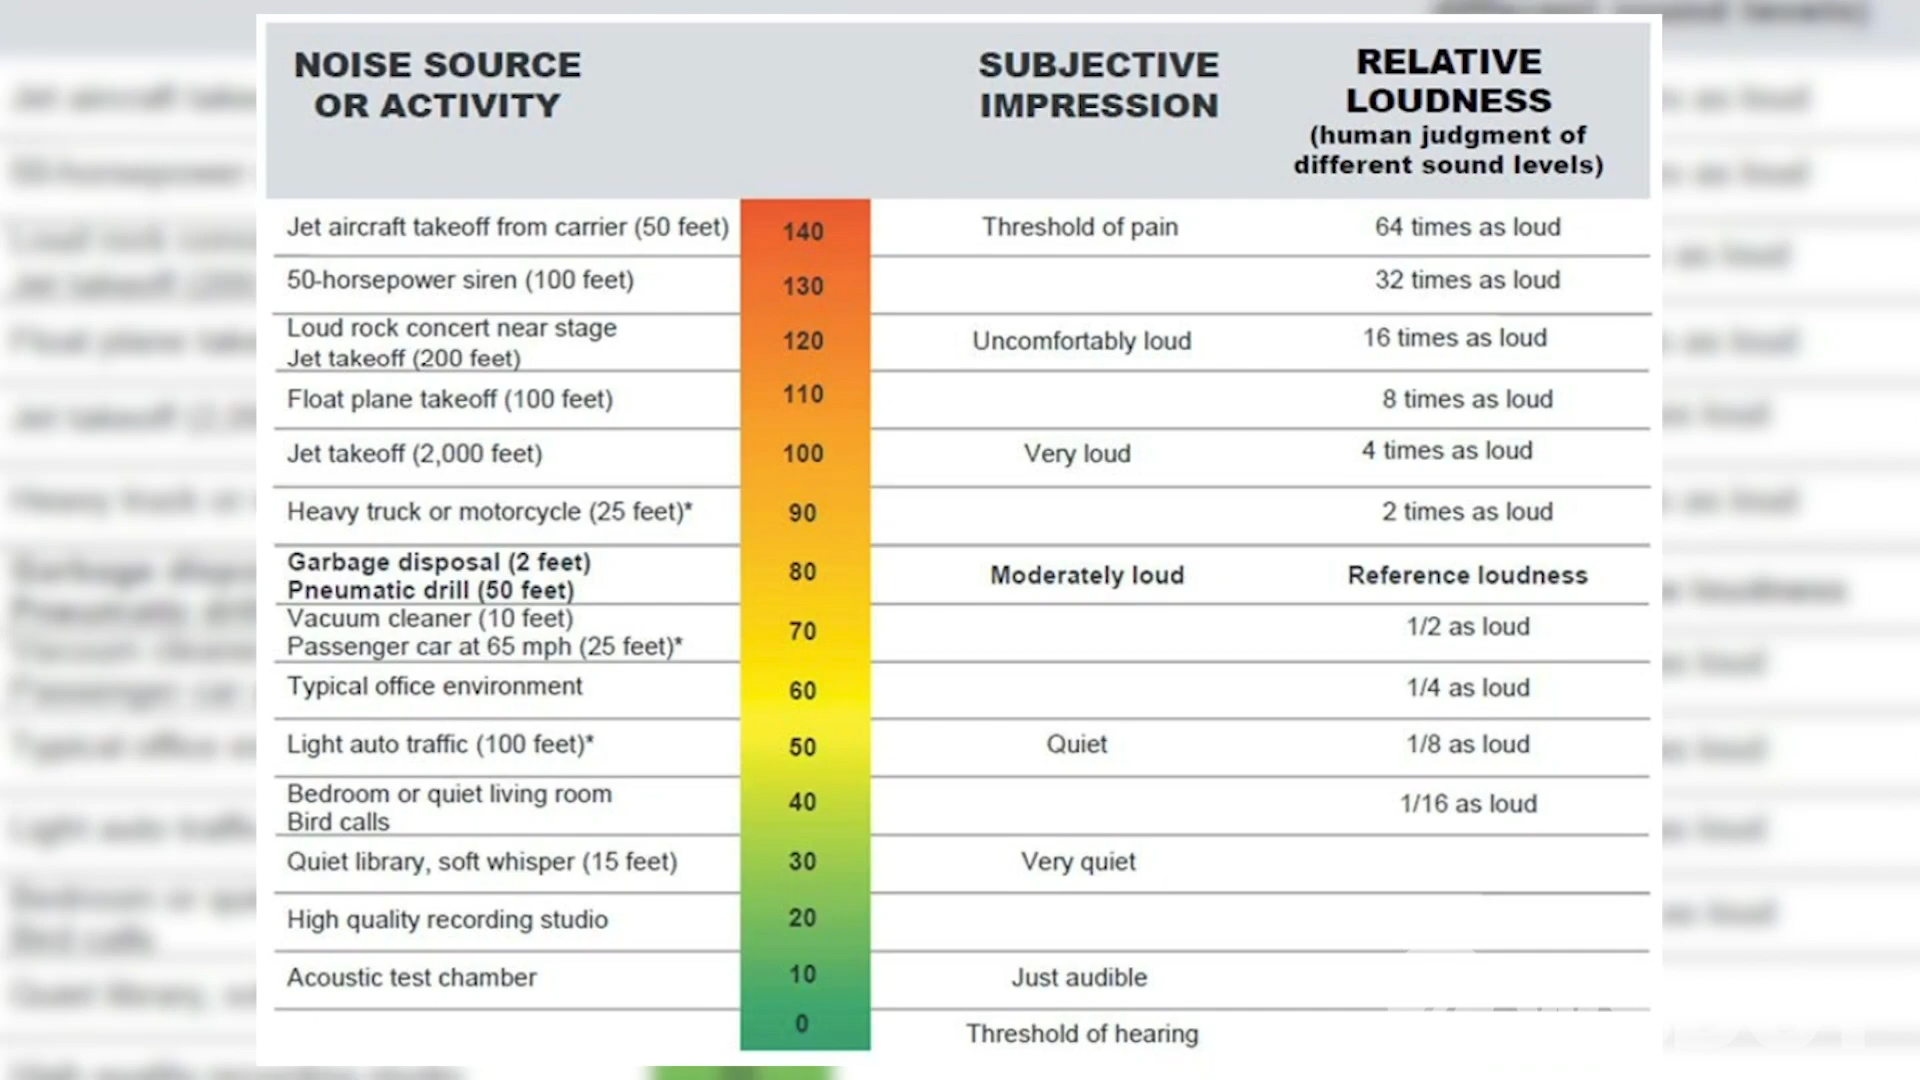 NOISE SOURCE
OR ACTIVITY
SUBJECTIVE
IMPRESSION
RELATIVE
LOUDNESS
(human judgment of
different sound levels)
Jet aircraft takeoff from carrier (50 feet) 140 Threshold of pain 64 times as loud
50-horsepower siren (100 feet) 130 32 times as loud
Loud rock concert near stage
Jet takeoff (200 feet) 120 Uncomfortably loud 16 times as loud
Float plane takeoff (100 feet) 110 8 times as loud
Jet takeoff (2,000 feet) 100 Very loud 4 times as loud
Heavy truck or motorcycle (25 feet)* 90 2 times as loud
Garbage disposal (2 feet)
Pneumatic drill (50 feet) 80 Moderately loud Reference loudness
Vacuum cleaner (10 feet)
Passenger car at 65 mph (25 feet)* 70 1/2 as loud
Typical office environment 60 1/4 as loud
Light auto traffic (100 feet)* 50 Quiet 1/8 as loud
Bedroom or quiet living room
Bird calls 40 1/16 as loud
Quiet library, soft whisper (15 feet) 30 Very quiet
High quality recording studio 20
Acoustic test chamber 10 Just audible
0 Threshold of hearing